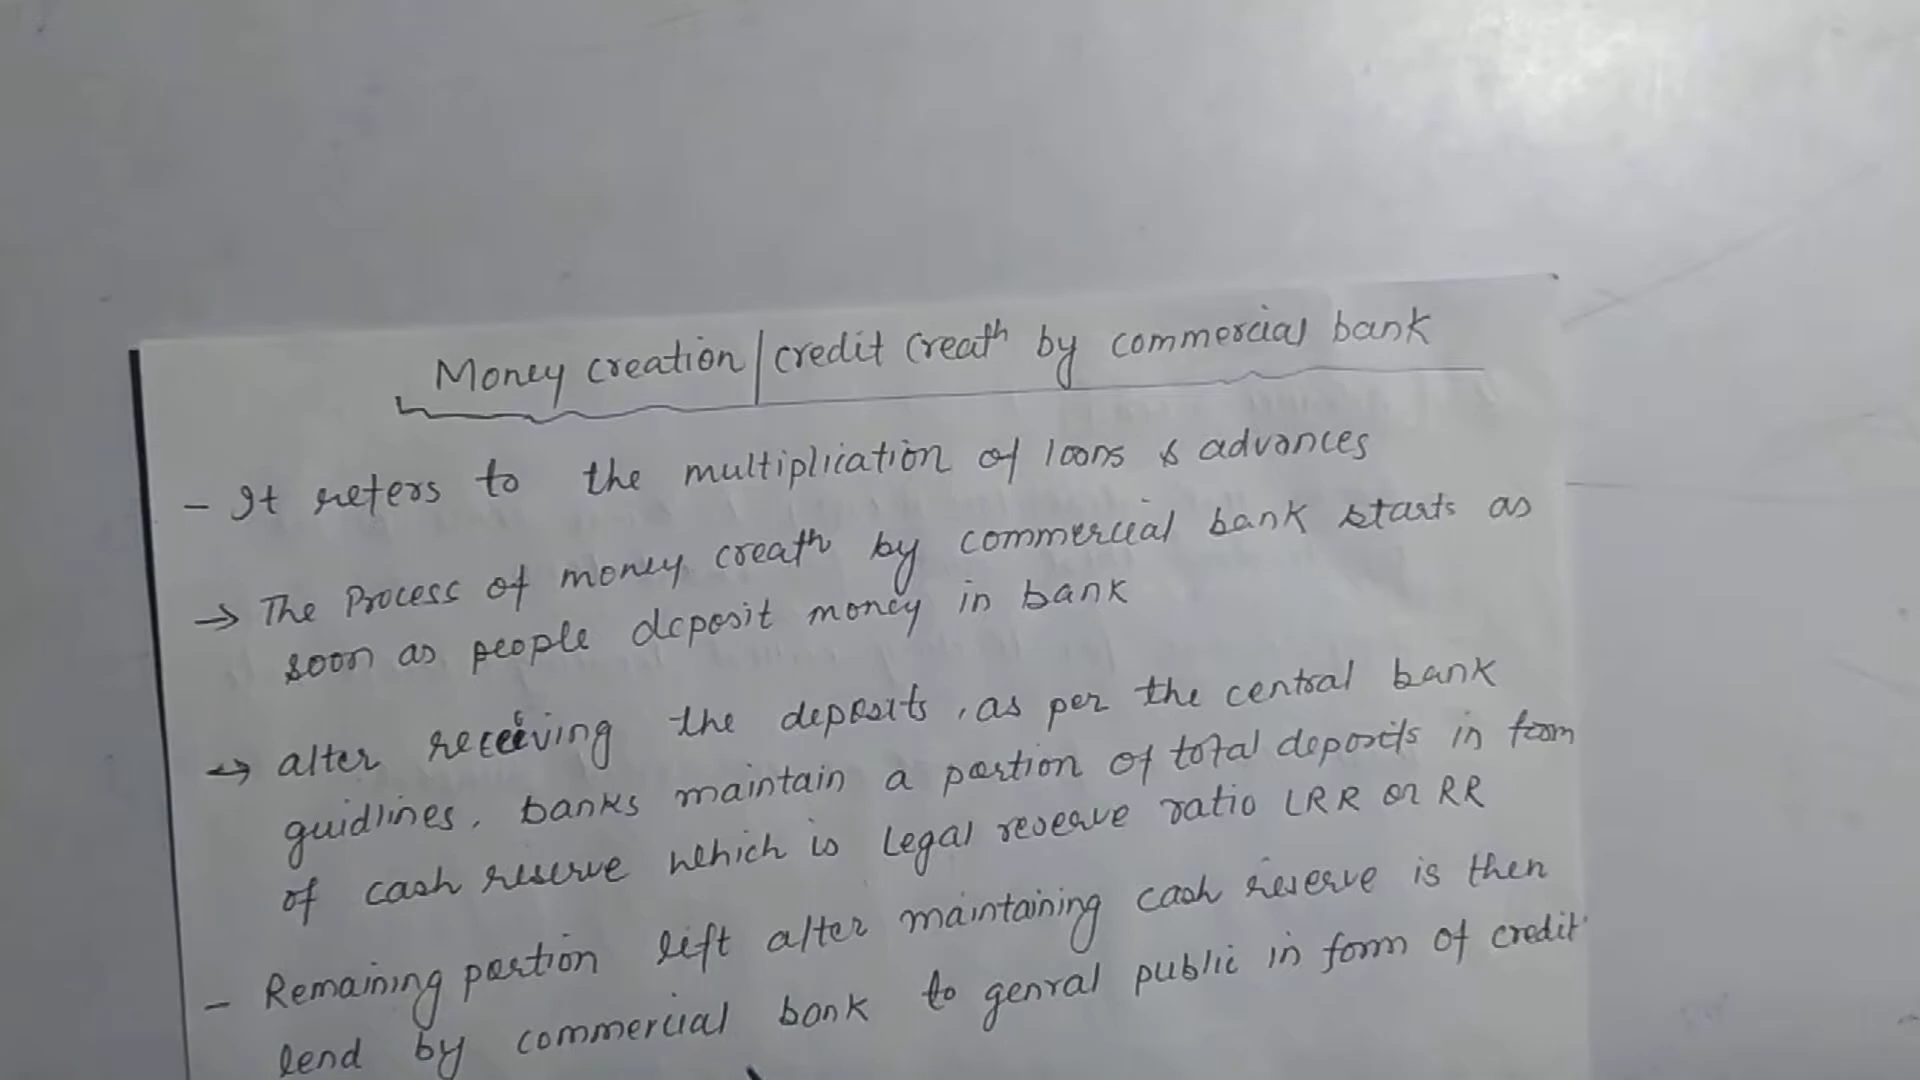 Money creation/credit creatn by commercial bank
- It refers to the multiplication of loans & advances
→ The Process of money creatn by commercial bank starts as
soon as people deposit money in bank
→ after receiving the deposits, as per the central bank
guidlines, banks maintain a portion of total deposits in form
of cash reserve which is Legal reserve ratio LRR or RR
- Remaining portion left after maintaining cash reserve is then
lend by commercial bank to genral public in form of credit